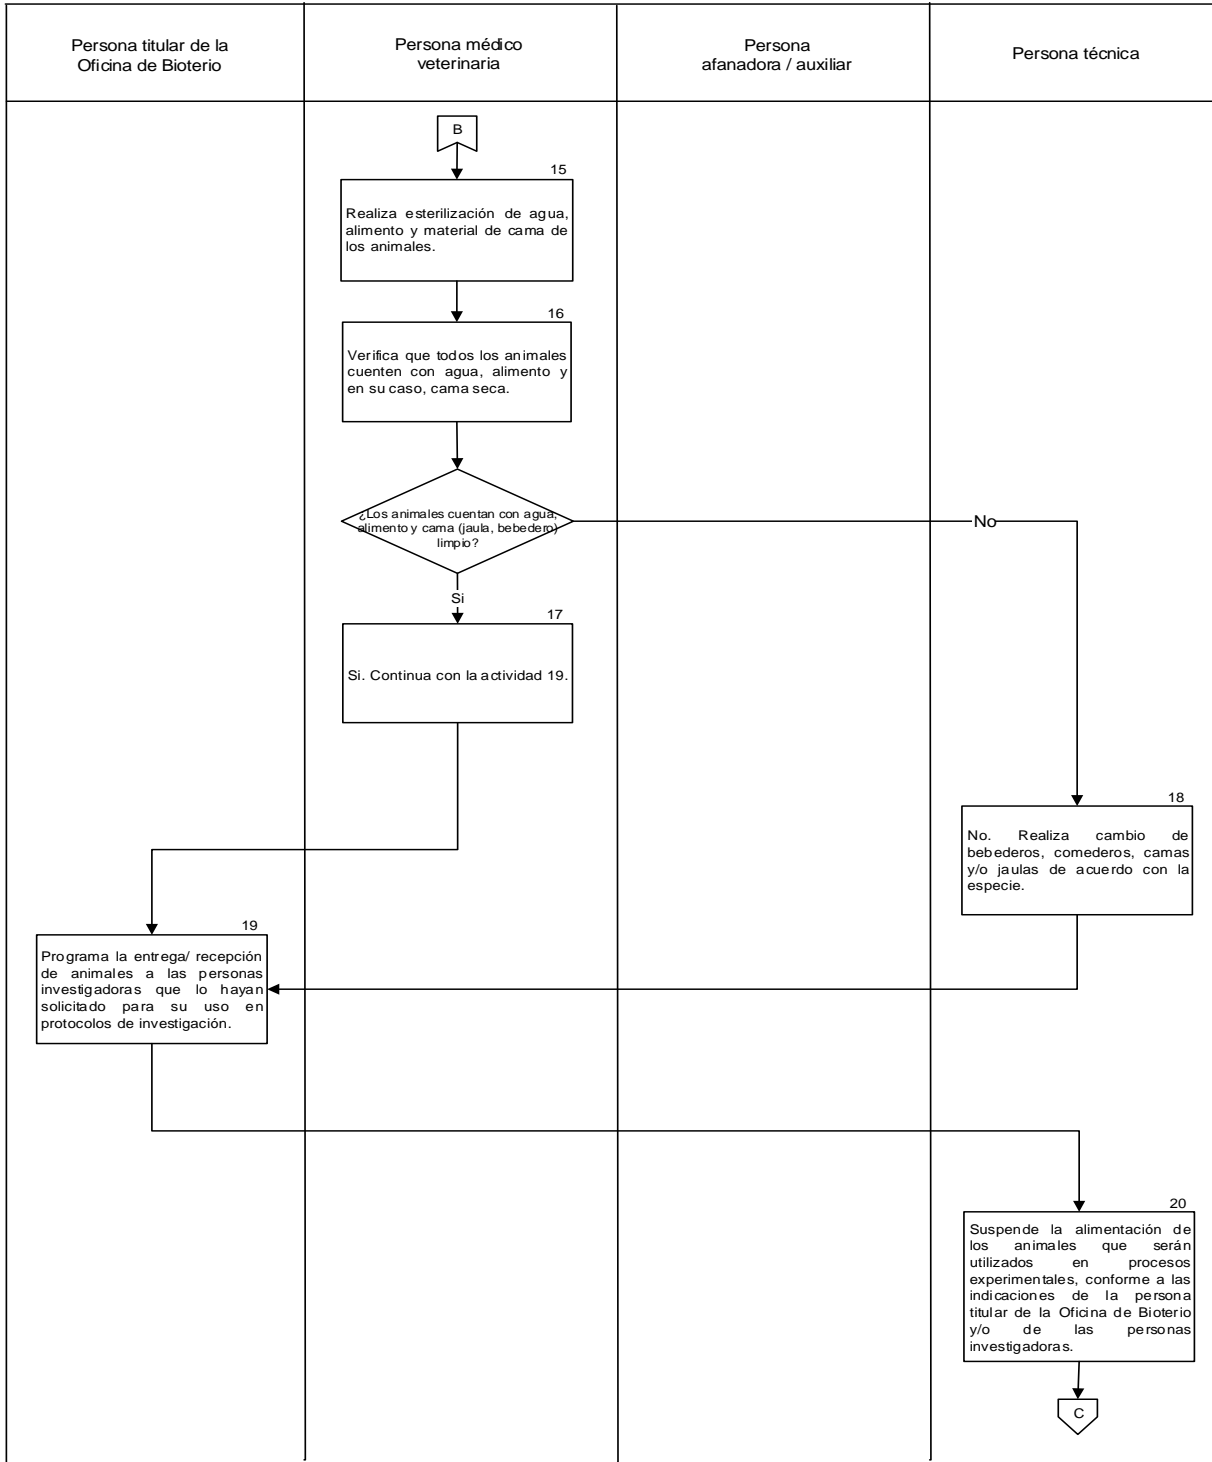 Persona titular de la
Oficina de Bioterio
Persona médico
veterinaria
Persona
afanadora / auxiliar
Persona técnica
B
15
Realiza esterilización de agua,
alimento y material de cama de
los animales.
16
Verifica que todos los animales
cuenten con agua, alimento y
en su caso, cama seca.
¿Los animales cuentan con agua,
alimento y cama (jaula, bebedero)
limpio?
No
Si
17
Si. Continua con la actividad 19.
18
No. Realiza cambio de
bebederos, comederos, camas
y/o jaulas de acuerdo con la
especie.
19
Programa la entrega/ recepción
de animales a las personas
investigadoras que lo hayan
solicitado para su uso en
protocolos de investigación.
20
Suspende la alimentación de
los animales que serán
utilizados en procesos
experimentales, conforme a las
indicaciones de la persona
titular de la Oficina de Bioterio
y/o de las personas
investigadoras.
C